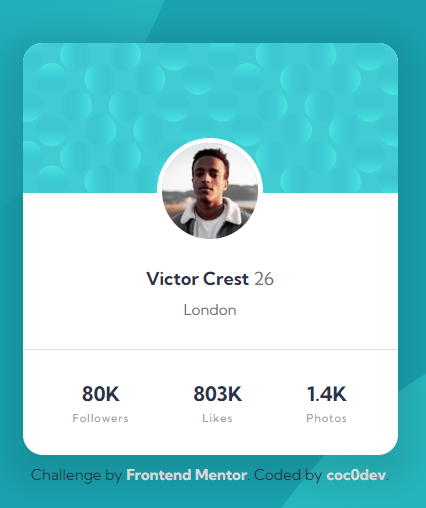 Victor Crest 26
London
80K 803K 1.4K
Followers Likes Photos
Challenge by Frontend Mentor. Coded by coc0dev.